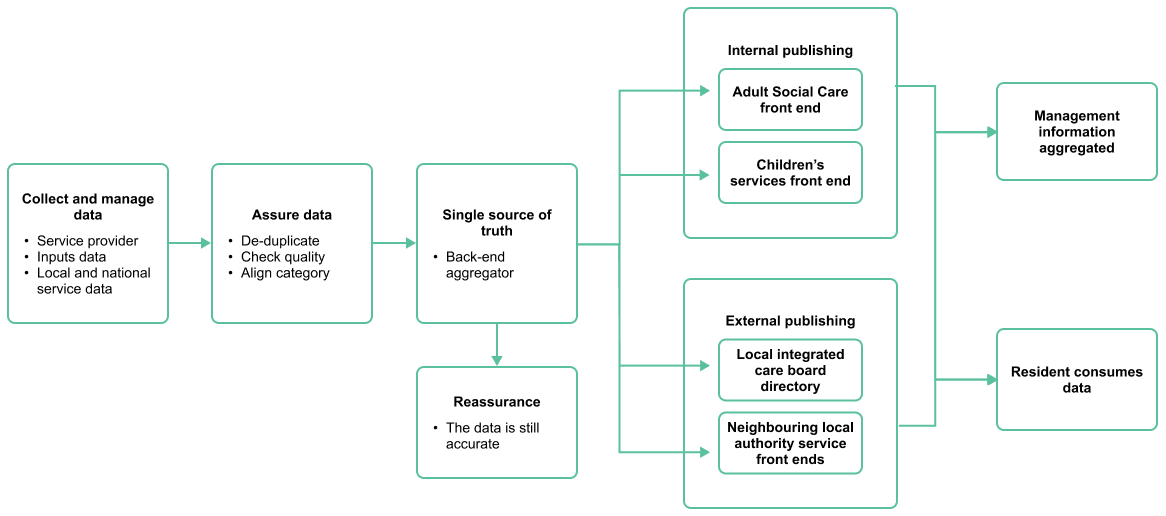 Collect and manage
data
• Service provider
• Inputs data
• Local and national
service data
Assure data
• De-duplicate
• Check quality
• Align category
Single source of
truth
• Back-end
aggregator
Reassurance
• The data is still
accurate
Internal publishing
Adult Social Care
front end
Children’s
services front end
External publishing
Local integrated
care board
directory
Neighbouring local
authority service
front ends
Management
information
aggregated
Resident consumes
data